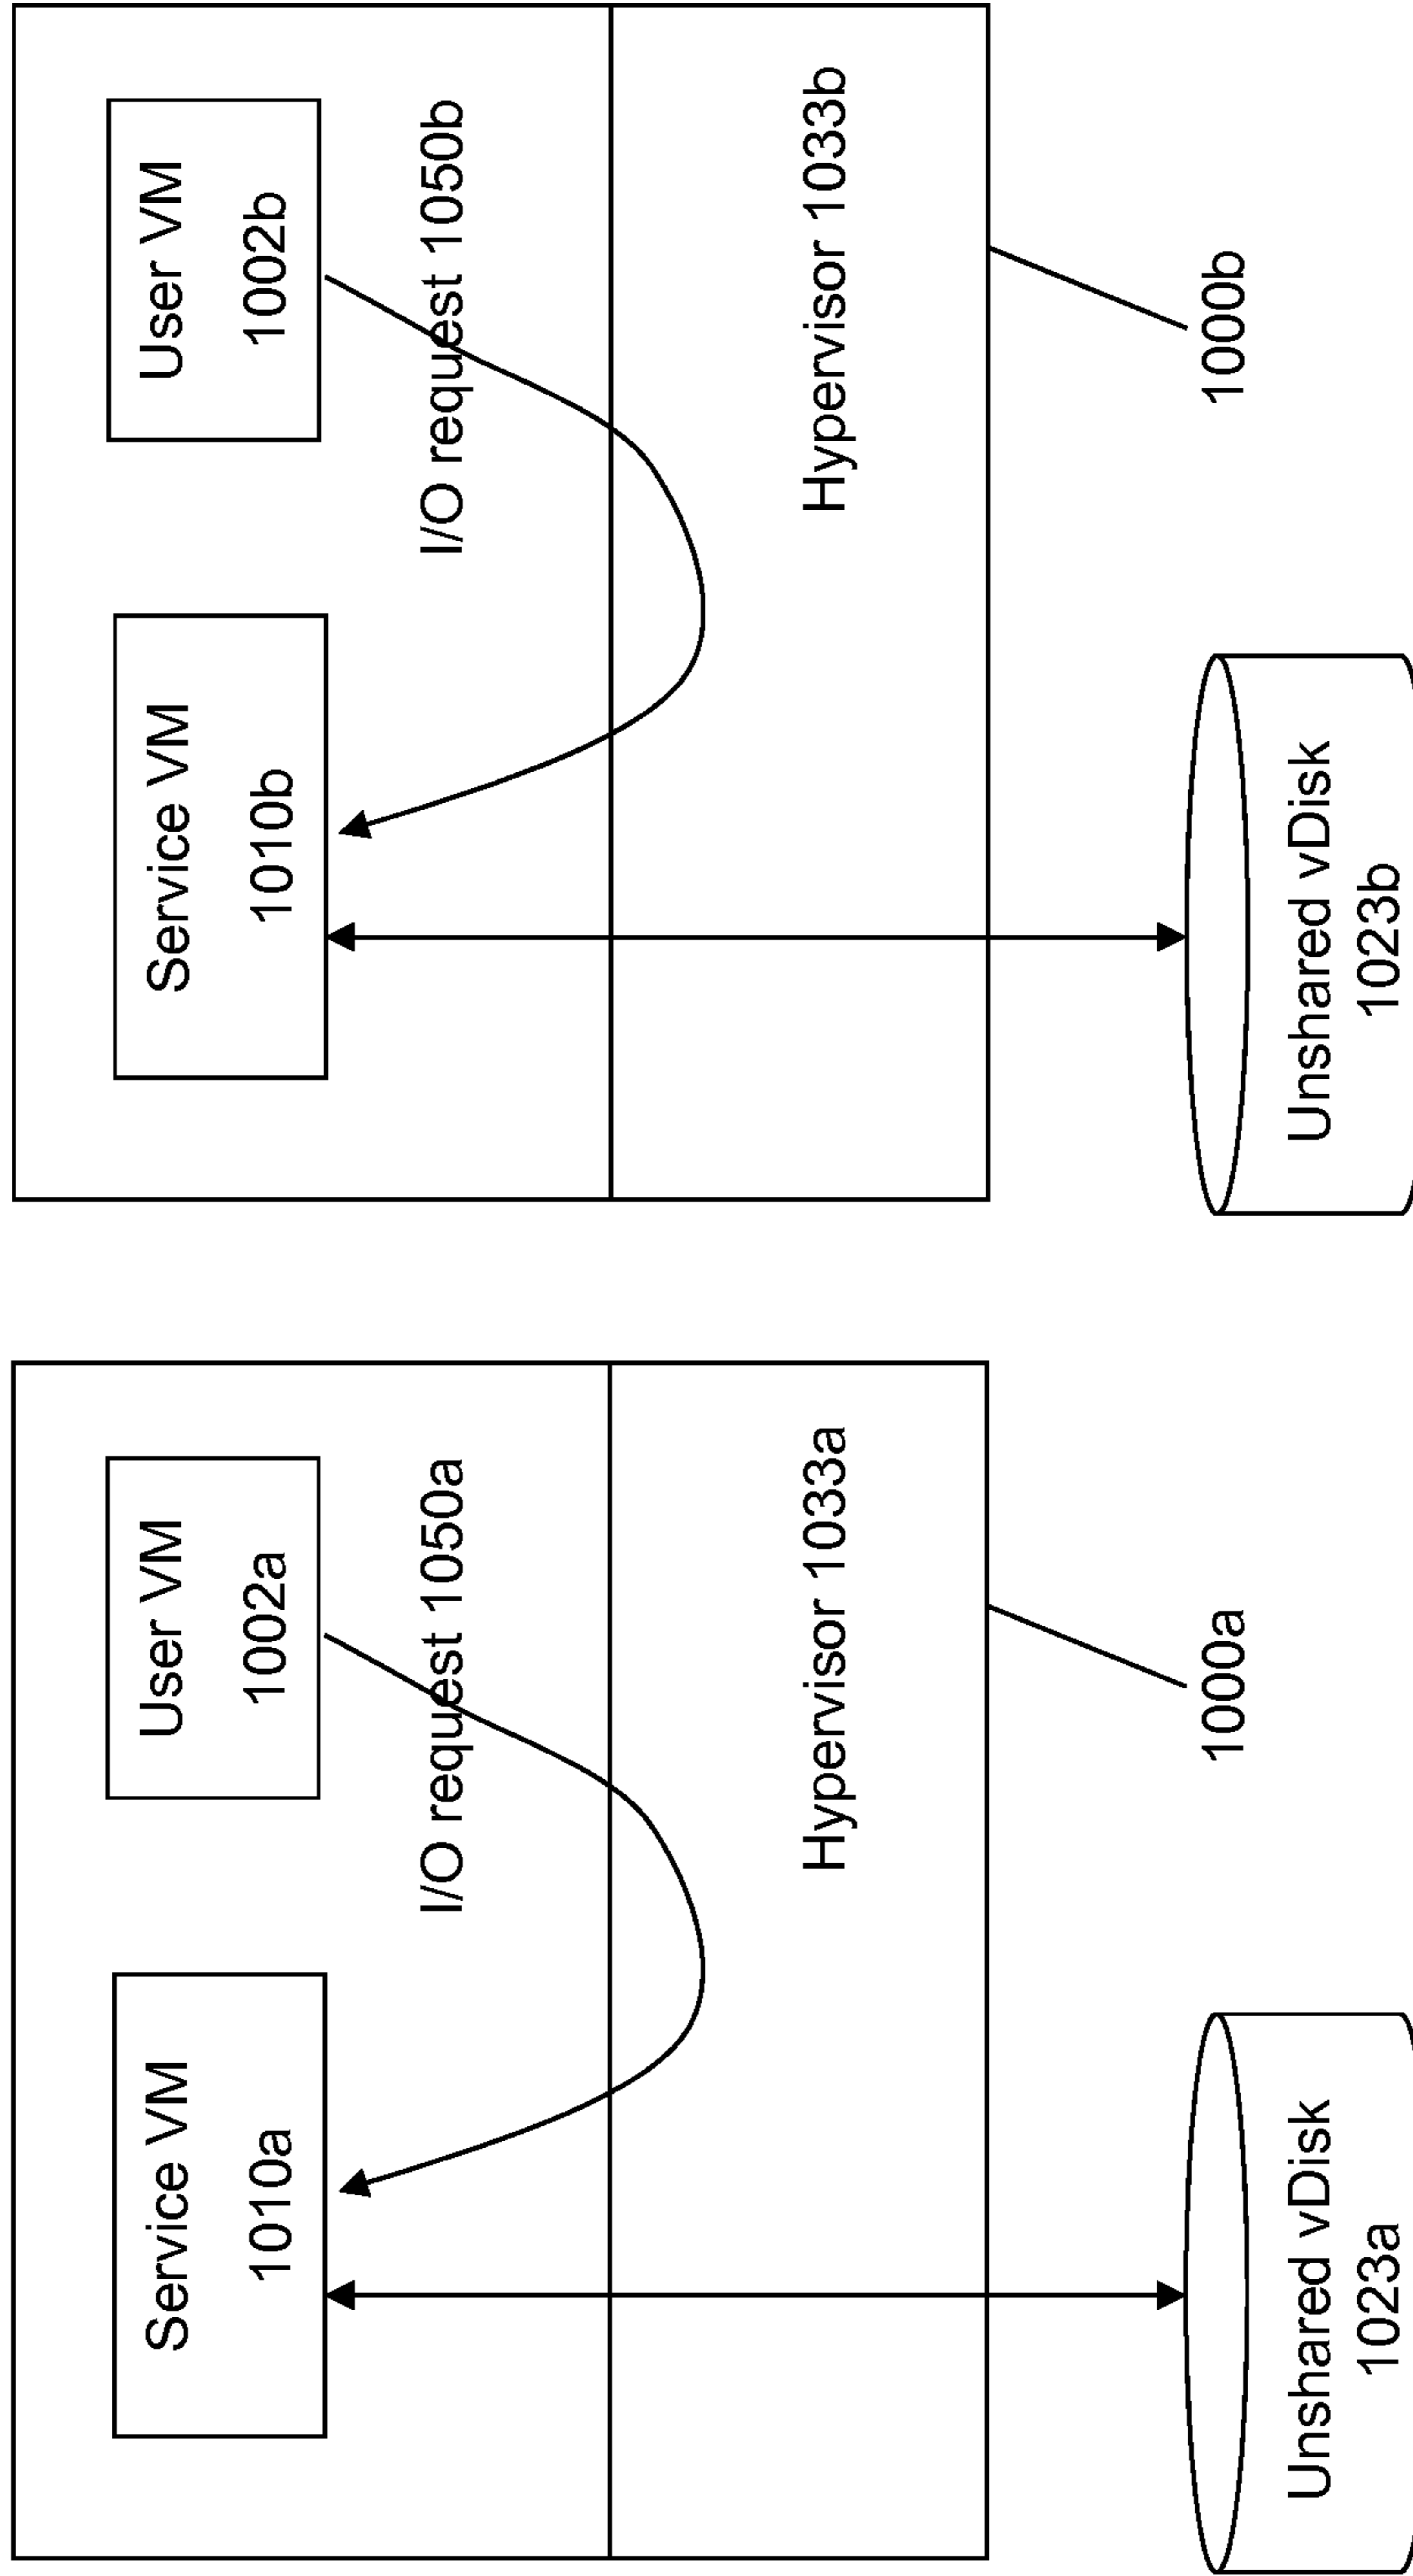 Service VM
1010a
User VM
1002a
I/O request 1050a
Hypervisor 1033a
1000a
Unshared vDisk
1023a
Service VM
1010b
User VM
1002b
I/O request 1050b
Hypervisor 1033b
1000b
Unshared vDisk
1023b